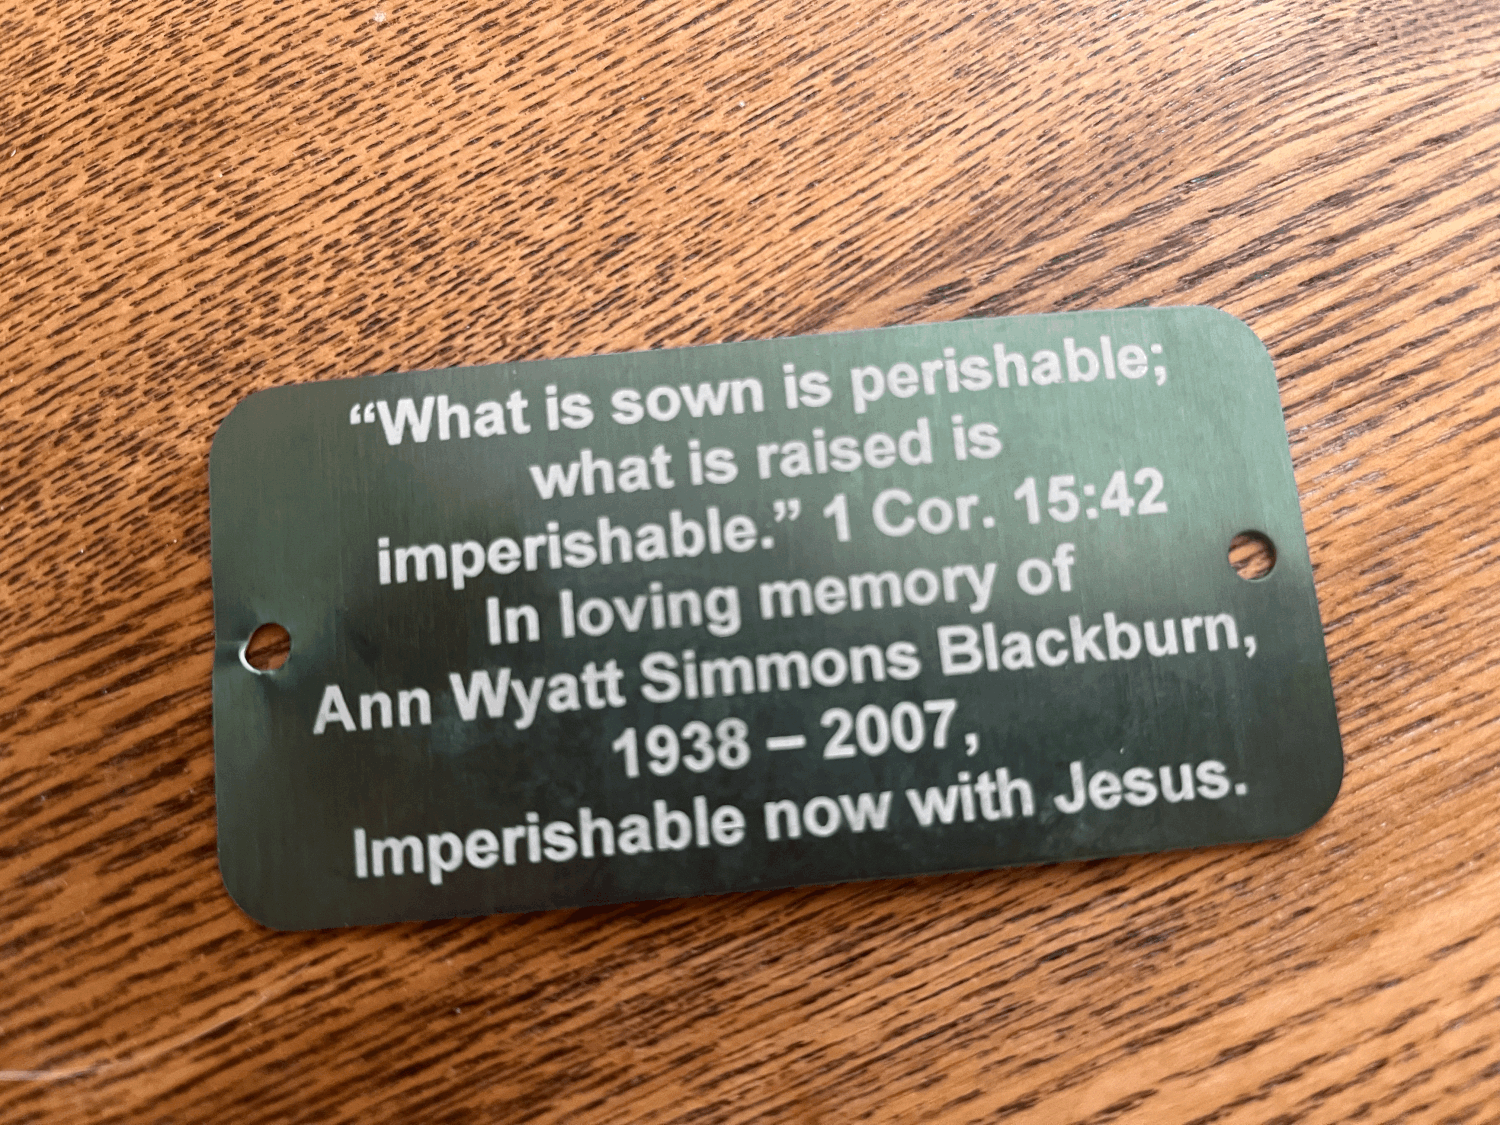 “What is sown is perishable;
what is raised is
imperishable.” 1 Cor. 15:42
In loving memory of
Ann Wyatt Simmons Blackburn,
1938 – 2007,
Imperishable now with Jesus.